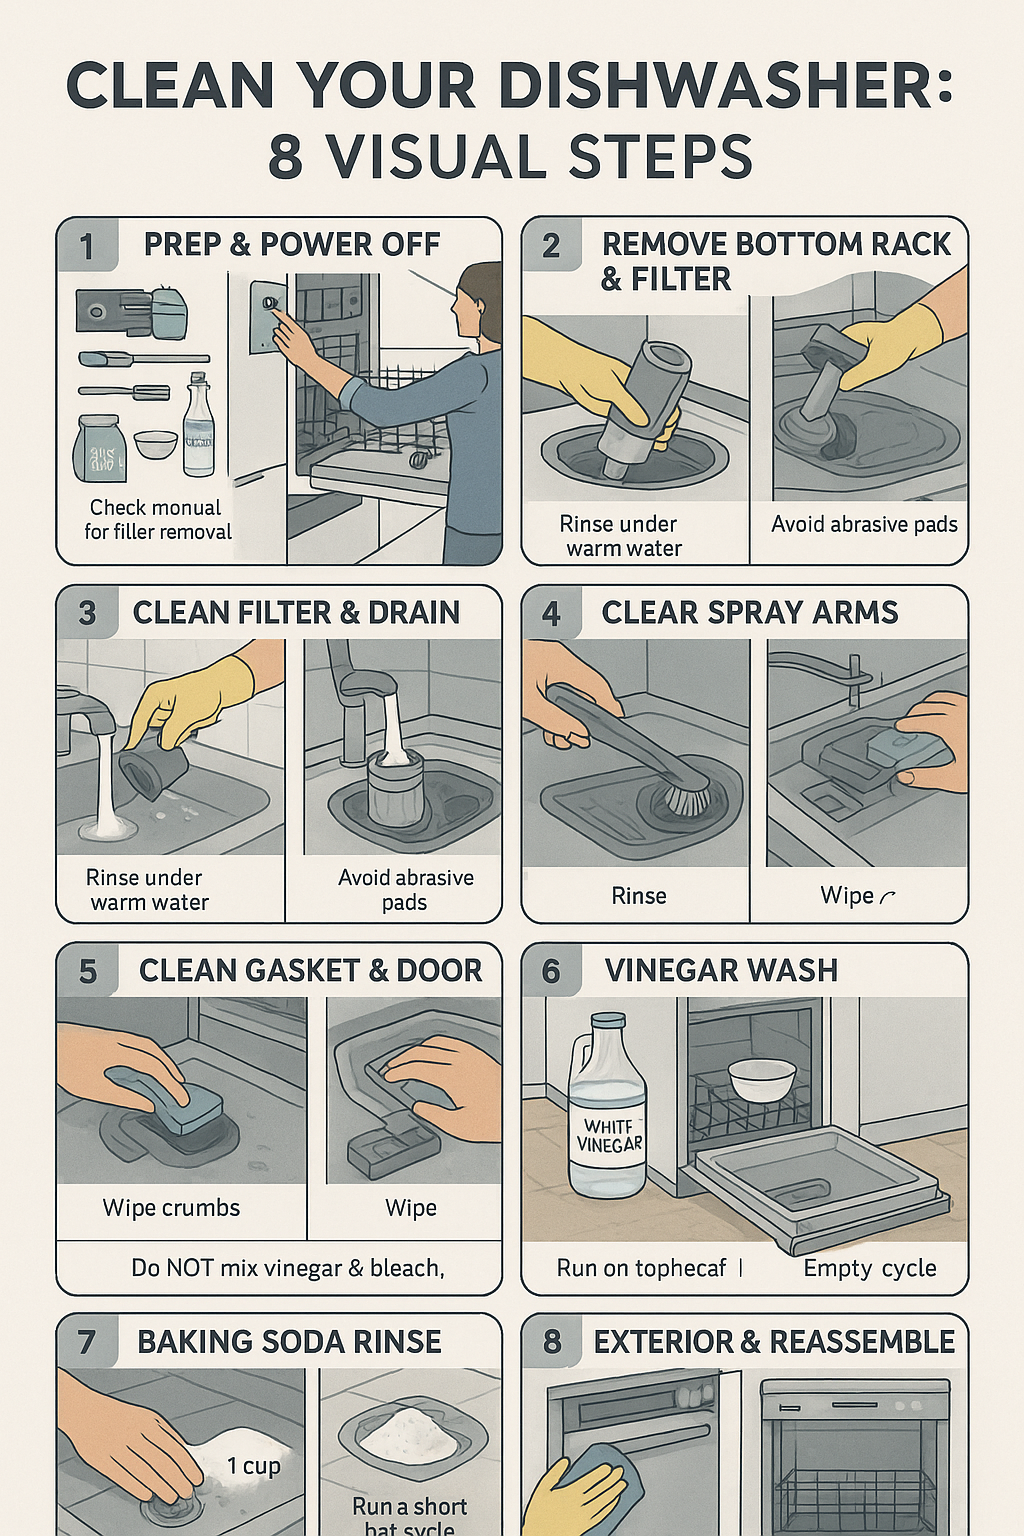 CLEAN YOUR DISHWASHER:
8 VISUAL STEPS
1 PREP & POWER OFF
Check monual
for filler removal
2 REMOVE BOTTOM RACK
& FILTER
Rinse under
warm water
Avoid abrasive pads
3 CLEAN FILTER & DRAIN
Rinse under
warm water
Avoid abrasive
pads
4 CLEAR SPRAY ARMS
Rinse
Wipe
5 CLEAN GASKET & DOOR
Wipe crumbs
Wipe
Do NOT mix vinegar & bleach,
6 VINEGAR WASH
WHITF
VINEGAR
Run on tophecaf |
Empty cycle
7 BAKING SODA RINSE
1 cup
Run a short
hat sycle
8 EXTERIOR & REASSEMBLE